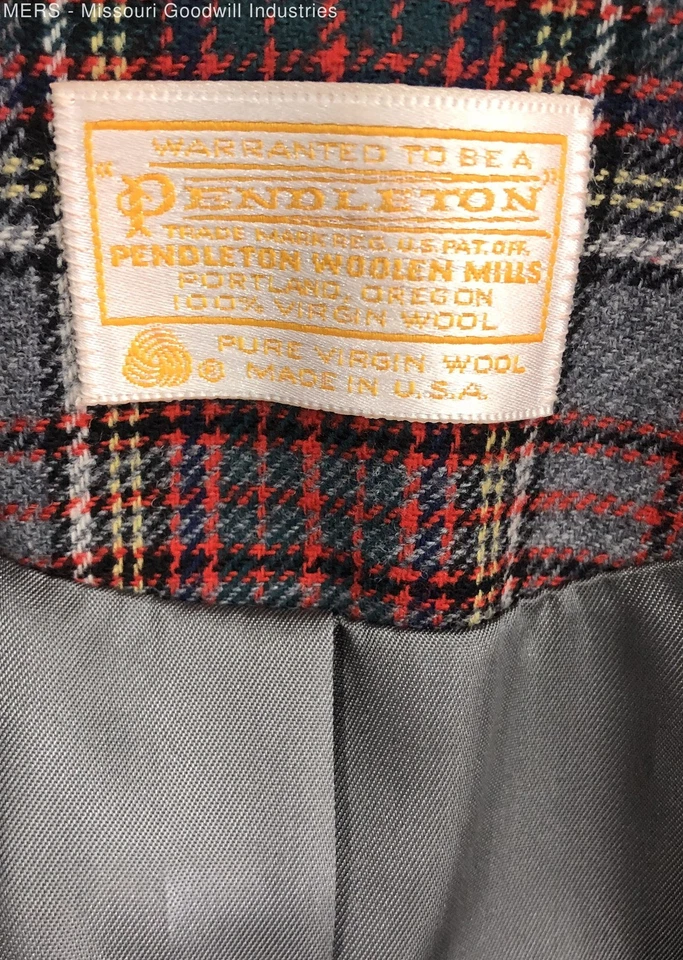 MERS - Missouri Goodwill Industries
WARRANTED TO BE A
"PENDLETON"
TRADE MARK REG. U.S. PAT. OFF.
PENDLETON WOOLEN MILLS
PORTLAND, OREGON
100% VIRGIN WOOL
PURE VIRGIN WOOL
® MADE IN U.S.A.